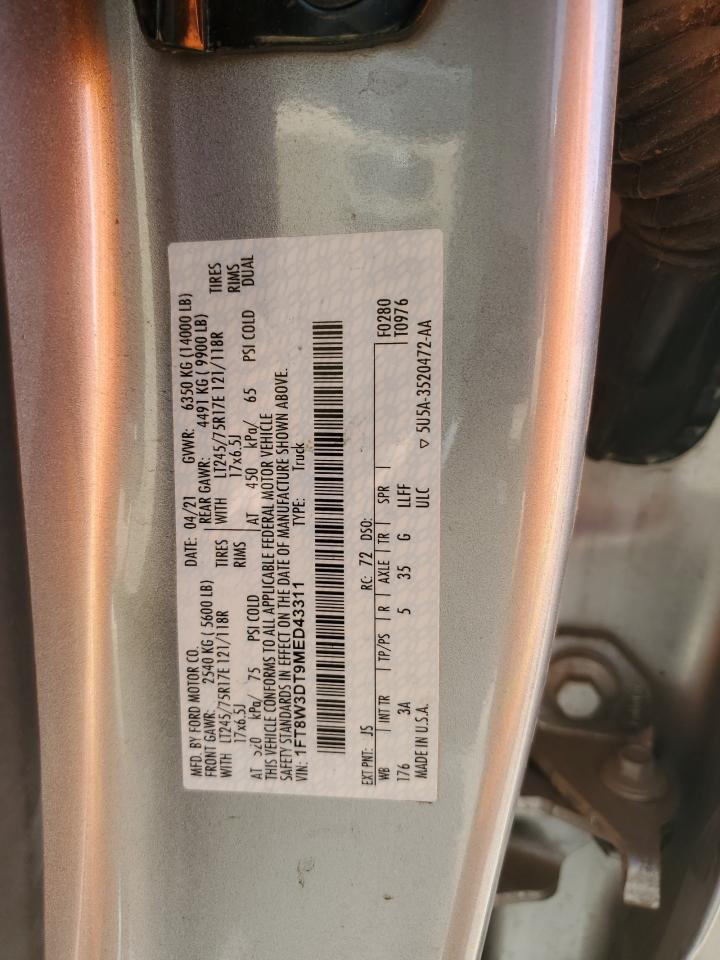 MFD. BY FORD MOTOR CO. DATE: 04/21 GVWR: 6350 KG (14000 LB)
FRONT GAWR: 2540 KG ( 5600 LB) REAR GAWR: 4491 KG ( 9900 LB)
WITH LT245/75R17E 121/118R TIRES WITH LT245/75R17E 121/118R TIRES
17x6.5J RIMS 17x6.5J RIMS
AT 520 kPa/ 75 PSI COLD AT 450 kPa/ 65 PSI COLD DUAL
THIS VEHICLE CONFORMS TO ALL APPLICABLE FEDERAL MOTOR VEHICLE
SAFETY STANDARDS IN EFFECT ON THE DATE OF MANUFACTURE SHOWN ABOVE.
VIN: 1FT8W3DT9MED43311 TYPE: Truck
EXT PNT: JS RC: 72 DSO: F0280
WB INT TR TP/PS R AXLE TR SPR T0976
176 3A 5 35 G LLFF
MADE IN U.S.A. ULC ▽ 5U5A-3520472-AA